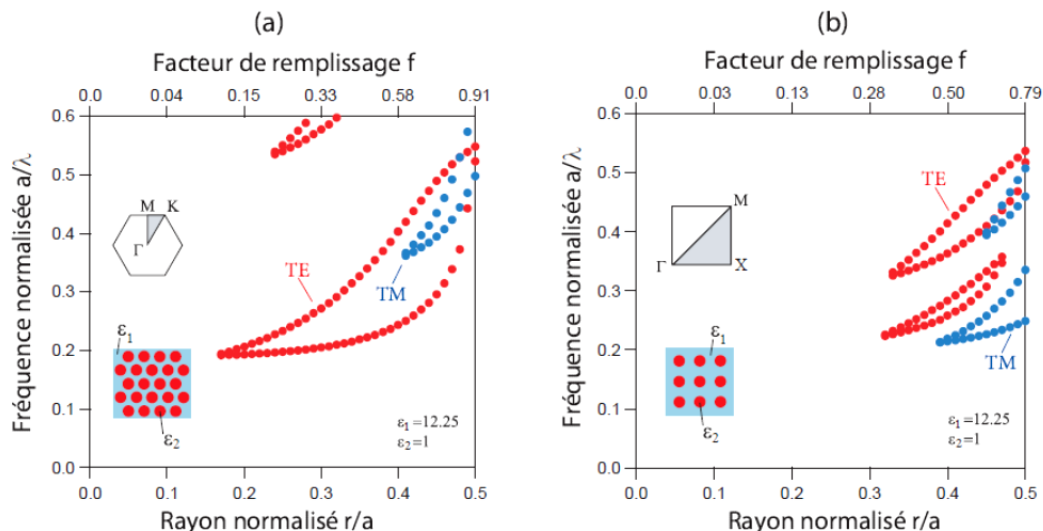 (a)
Facteur de remplissage f
0.0 0.04 0.15 0.33 0.58 0.91
Fréquence normalisée a/λ
0.6
0.5
0.4
0.3
0.2
0.1
0.0
M K
Γ
TE
TM
ε1
ε2
ε1=12.25
ε2=1
0.0 0.1 0.2 0.3 0.4 0.5
Rayon normalisé r/a
(b)
Facteur de remplissage f
0.0 0.03 0.13 0.28 0.50 0.79
Fréquence normalisée a/λ
0.6
0.5
0.4
0.3
0.2
0.1
0.0
M
Γ X
TE
TM
ε1
ε2
ε1=12.25
ε2=1
0.0 0.1 0.2 0.3 0.4 0.5
Rayon normalisé r/a